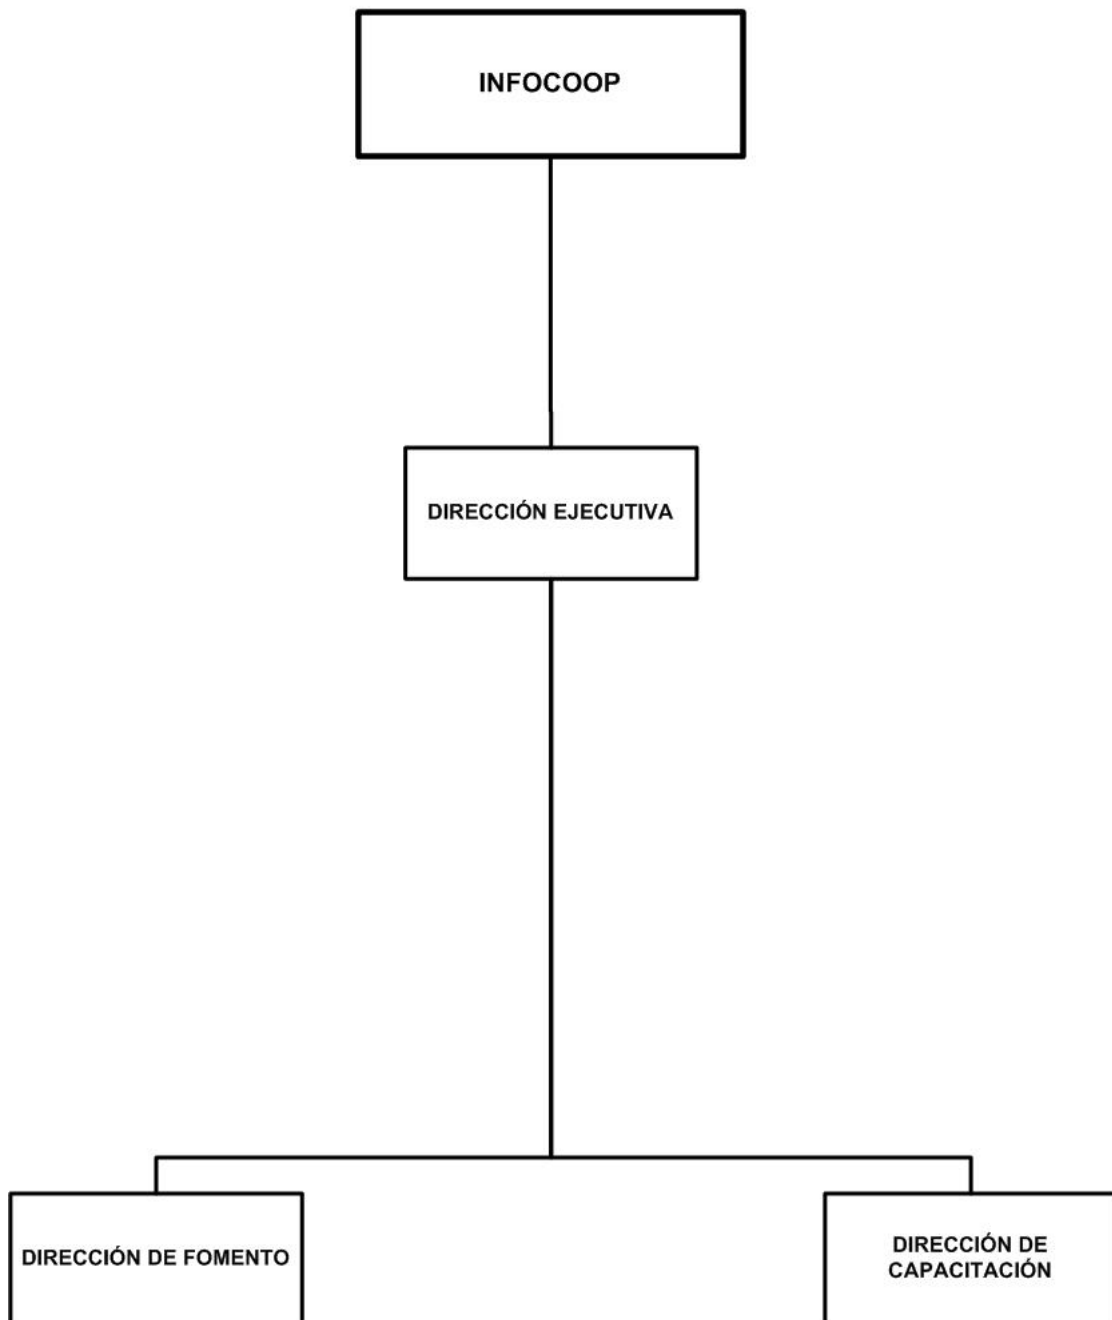 INFOCOOP
DIRECCIÓN EJECUTIVA
DIRECCIÓN DE FOMENTO
DIRECCIÓN DE
CAPACITACIÓN